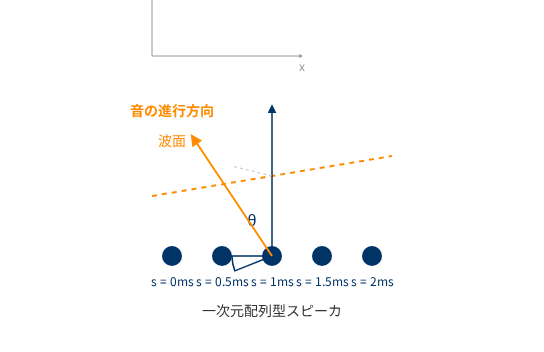 x
音の進行方向
波面
θ
s = 0ms s = 0.5ms s = 1ms s = 1.5ms s = 2ms
一次元配列型スピーカ